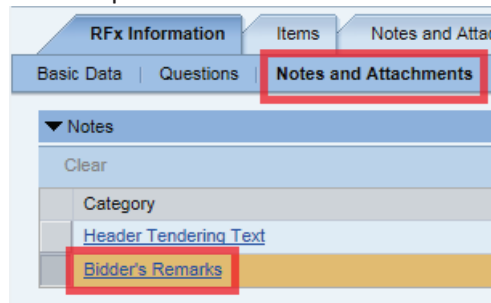 RFx Information Items Notes and Attac
Basic Data | Questions | Notes and Attachments
Notes
Clear
Category
Header Tendering Text
Bidder's Remarks